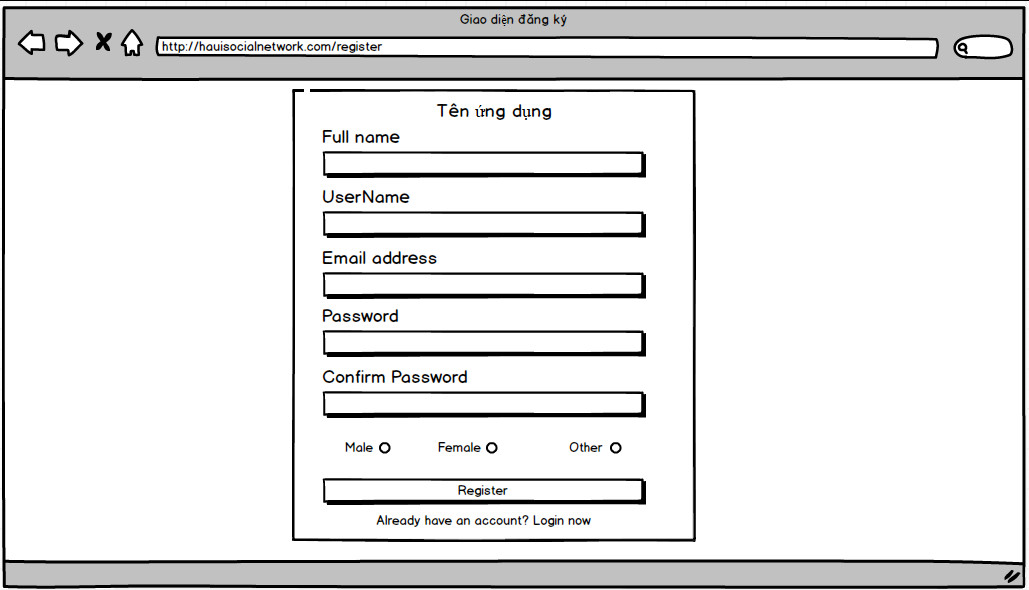 Giao diện đăng ký
http://hauisocialnetwork.com/register
Tên ứng dụng
Full name
UserName
Email address
Password
Confirm Password
Male Female Other
Register
Already have an account? Login now